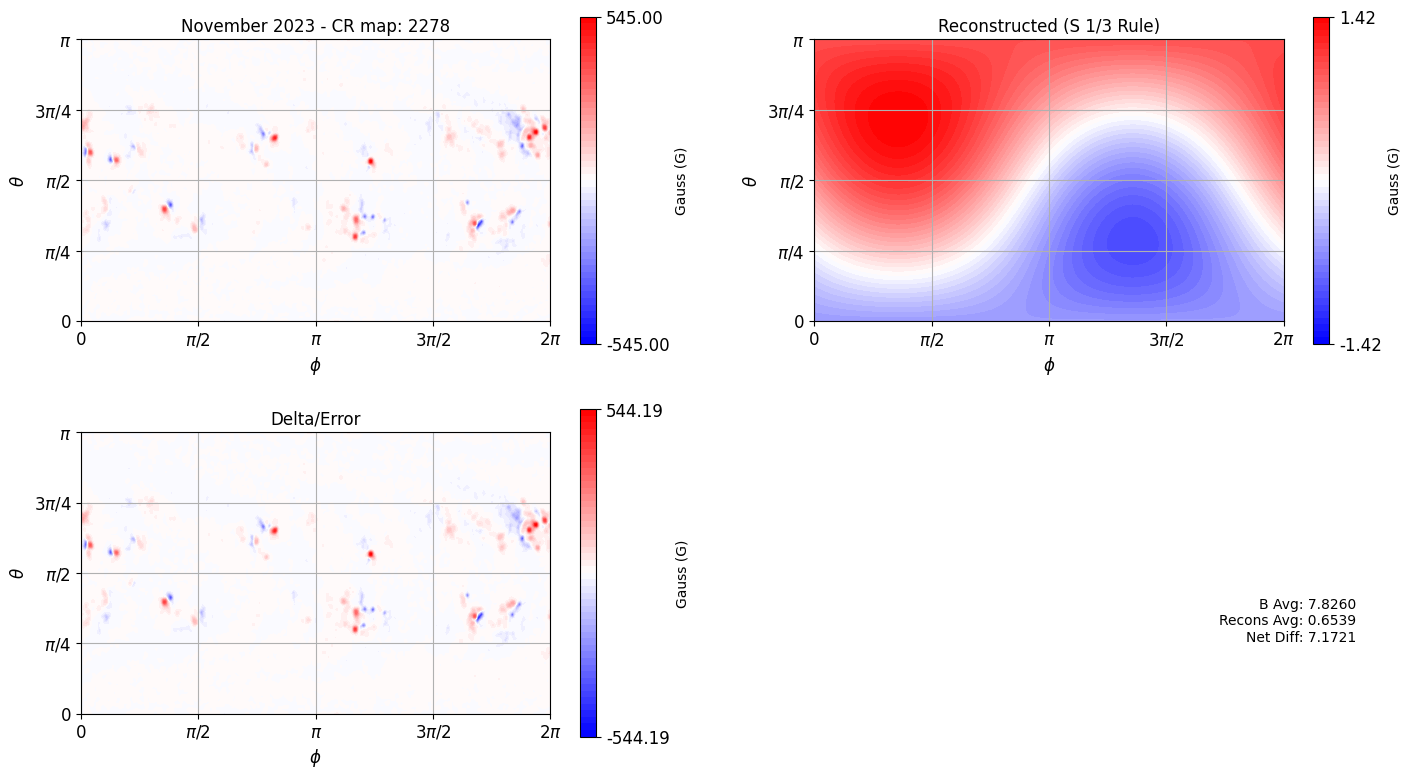 November 2023 - CR map: 2278
π
3π/4
π/2
π/4
0
θ
0
π/2
π
3π/2
2π
ϕ
545.00
-545.00
Gauss (G)
Reconstructed (S 1/3 Rule)
π
3π/4
π/2
π/4
0
θ
0
π/2
π
3π/2
2π
ϕ
1.42
-1.42
Gauss (G)
Delta/Error
π
3π/4
π/2
π/4
0
θ
0
π/2
π
3π/2
2π
ϕ
544.19
-544.19
Gauss (G)
B Avg: 7.8260
Recons Avg: 0.6539
Net Diff: 7.1721